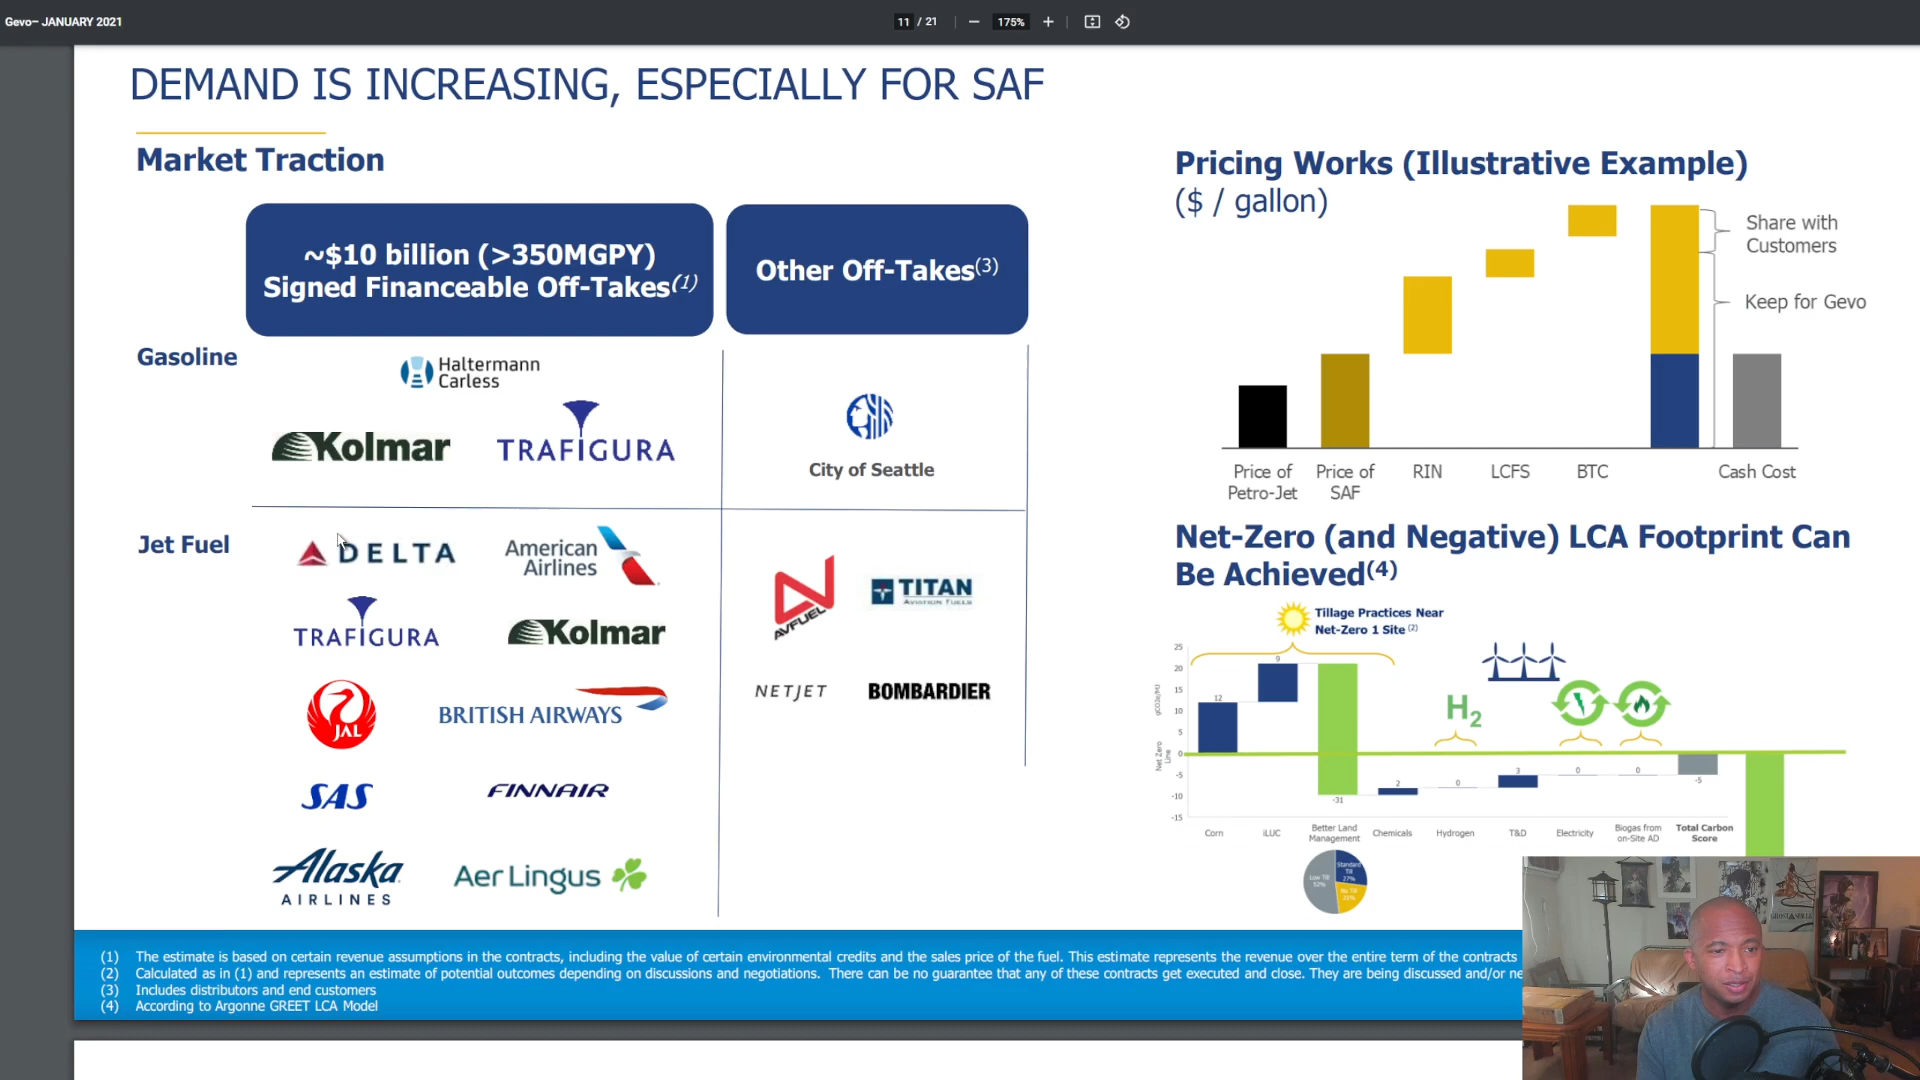 Gevo– JANUARY 2021
11 / 21
175%
DEMAND IS INCREASING, ESPECIALLY FOR SAF
Market Traction
~$10 billion (>350MGPY)
Signed Financeable Off-Takes(1)
Other Off-Takes(3)
Gasoline
Haltermann
Carless
Kolmar
TRAFIGURA
City of Seattle
Jet Fuel
DELTA
American
Airlines
TRAFIGURA
Kolmar
JAL
BRITISH AIRWAYS
SAS
FINNAIR
Alaska
AIRLINES
Aer Lingus
AVFUEL
TITAN
AVIATION FUELS
NETJET
BOMBARDIER
Pricing Works (Illustrative Example)
($ / gallon)
Share with
Customers
Keep for Gevo
Price of
Petro-Jet
Price of
SAF
RIN
LCFS
BTC
Cash Cost
Net-Zero (and Negative) LCA Footprint Can
Be Achieved(4)
Tillage Practices Near
Net-Zero 1 Site (2)
gCO2e/MJ
Net Zero
Line
25
20
15
10
5
0
-5
-10
-15
12
9
-31
2
0
3
0
0
-5
H2
Corn
iLUC
Better Land
Management
Chemicals
Hydrogen
T&D
Electricity
Biogas from
on-Site AD
Total Carbon
Score
Low Till
52%
Standard
Till
27%
No Till
21%
(1) The estimate is based on certain revenue assumptions in the contracts, including the value of certain environmental credits and the sales price of the fuel. This estimate represents the revenue over the entire term of the contracts
(2) Calculated as in (1) and represents an estimate of potential outcomes depending on discussions and negotiations. There can be no guarantee that any of these contracts get executed and close. They are being discussed and/or ne
(3) Includes distributors and end customers
(4) According to Argonne GREET LCA Model